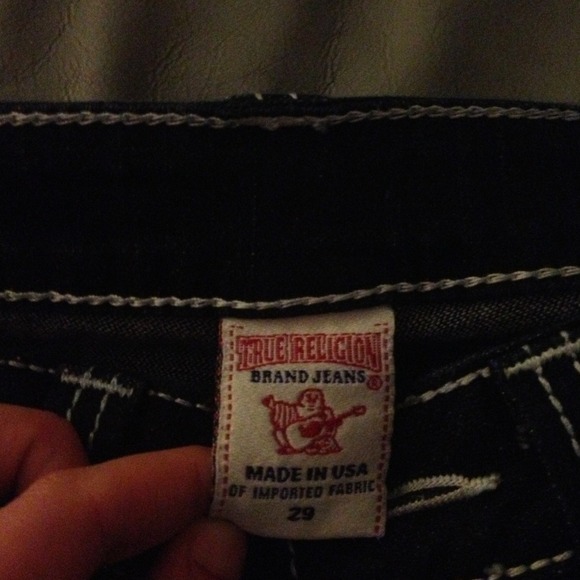 TRUE RELIGION
BRAND JEANS®
MADE IN USA
OF IMPORTED FABRIC
29